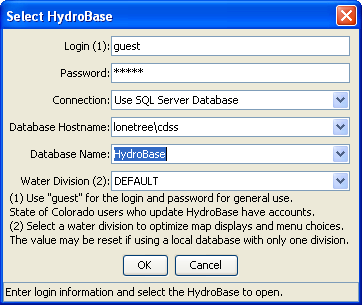 Select HydroBase
Login (1): guest
Password: *****
Connection: Use SQL Server Database
Database Hostname: lonetree\cdss
Database Name: HydroBase
Water Division (2): DEFAULT
(1) Use "guest" for the login and password for general use.
State of Colorado users who update HydroBase have accounts.
(2) Select a water division to optimize map displays and menu choices.
The value may be reset if using a local database with only one division.
OK Cancel
Enter login information and select the HydroBase to open.